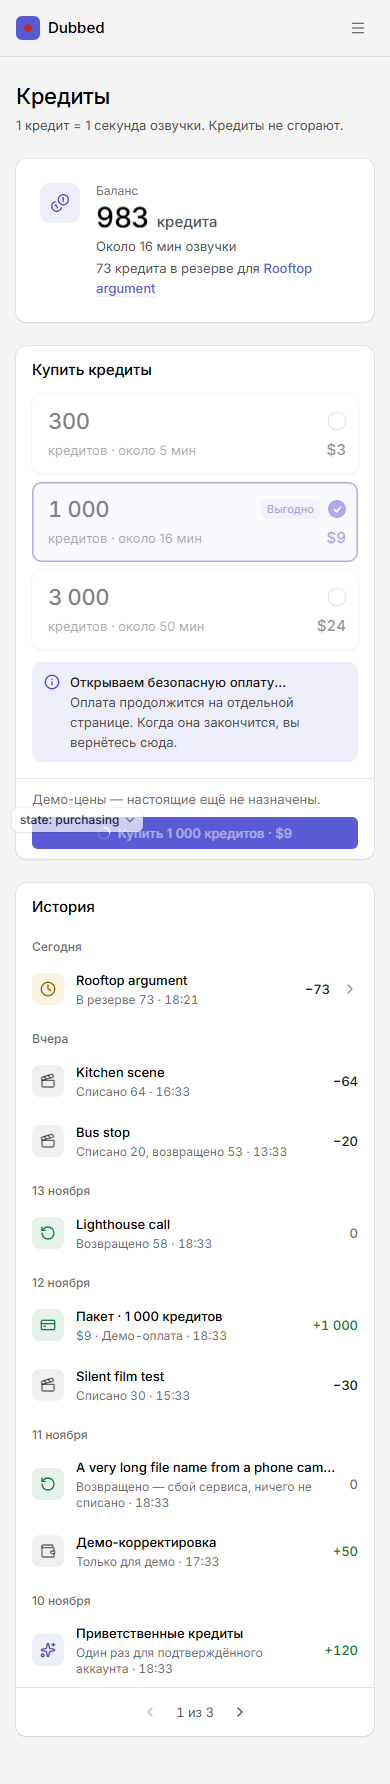 Dubbed
Кредиты
1 кредит = 1 секунда озвучки. Кредиты не сгорают.
Баланс
983 кредита
Около 16 мин озвучки
73 кредита в резерве для Rooftop
argument
Купить кредиты
300
кредитов · около 5 мин
$3
1 000
Выгодно
кредитов · около 16 мин
$9
3 000
кредитов · около 50 мин
$24
Открываем безопасную оплату...
Оплата продолжится на отдельной
странице. Когда она закончится, вы
вернётесь сюда.
Демо-цены — настоящие ещё не назначены.
state: purchasing
Купить 1 000 кредитов · $9
История
Сегодня
Rooftop argument
В резерве 73 · 18:21
−73
Вчера
Kitchen scene
Списано 64 · 16:33
−64
Bus stop
Списано 20, возвращено 53 · 13:33
−20
13 ноября
Lighthouse call
Возвращено 58 · 18:33
0
12 ноября
Пакет · 1 000 кредитов
$9 · Демо-оплата · 18:33
+1 000
Silent film test
Списано 30 · 15:33
−30
11 ноября
A very long file name from a phone cam...
Возвращено — сбой сервиса, ничего не
списано · 18:33
0
Демо-корректировка
Только для демо · 17:33
+50
10 ноября
Приветственные кредиты
Один раз для подтверждённого
аккаунта · 18:33
+120
1 из 3